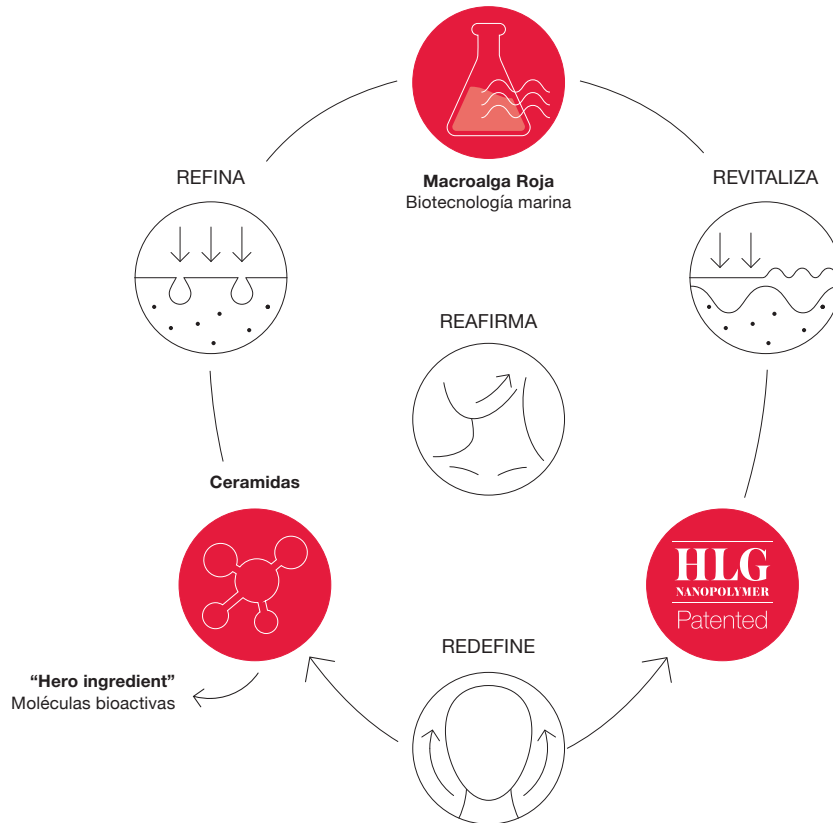 Macroalga Roja
Biotecnología marina
REFINA
REVITALIZA
REAFIRMA
Ceramidas
HLG
NANOPOLYMER
Patented
REDEFINE
“Hero ingredient”
Moléculas bioactivas